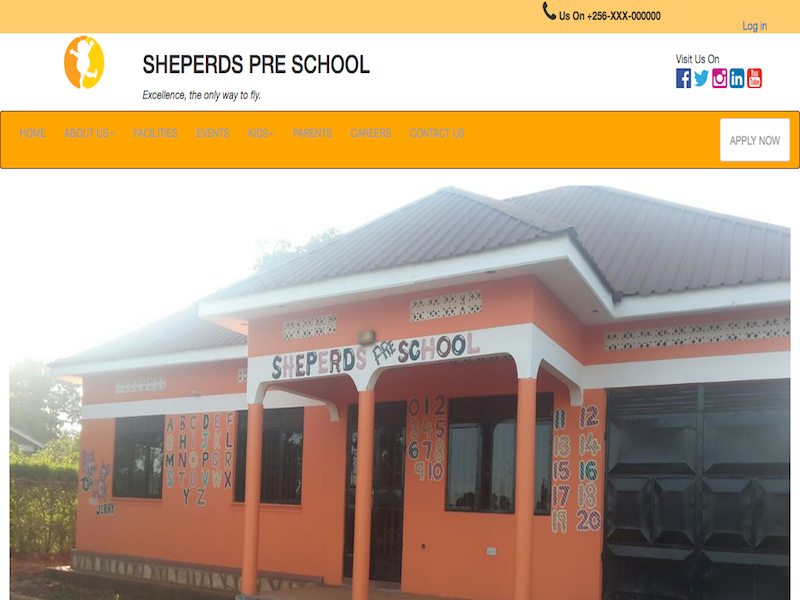 Us On +256-XXX-000000
Log in
SHEPERDS PRE SCHOOL
Excellence, the only way to fly.
Visit Us On
You
Tube
HOME ABOUT US FACILITIES EVENTS KIDS PARENTS CAREERS CONTACT US
APPLY NOW
SHEPERDS PRE SCHOOL
A B C D E F
G H I J K L
M N O P Q R
S T U V W X
Y Z
0 1 2
3 4 5
6 7 8
9 10
11 12
13 14
15 16
17 18
19 20
JERRY